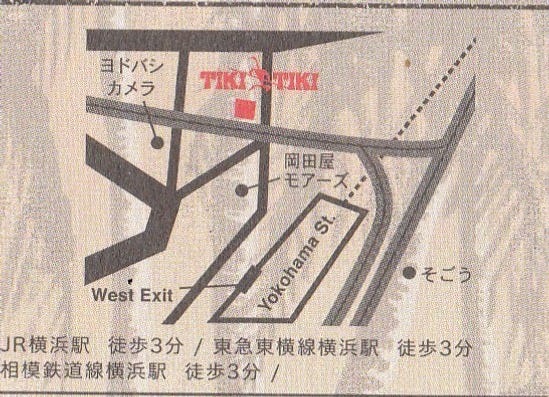 ヨドバシ
カメラ
TIKI TIKI
岡田屋
モアーズ
Yokohama St.
そごう
West Exit
JR横浜駅 徒歩3分 / 東急東横線横浜駅 徒歩3分
相模鉄道線横浜駅 徒歩3分 /